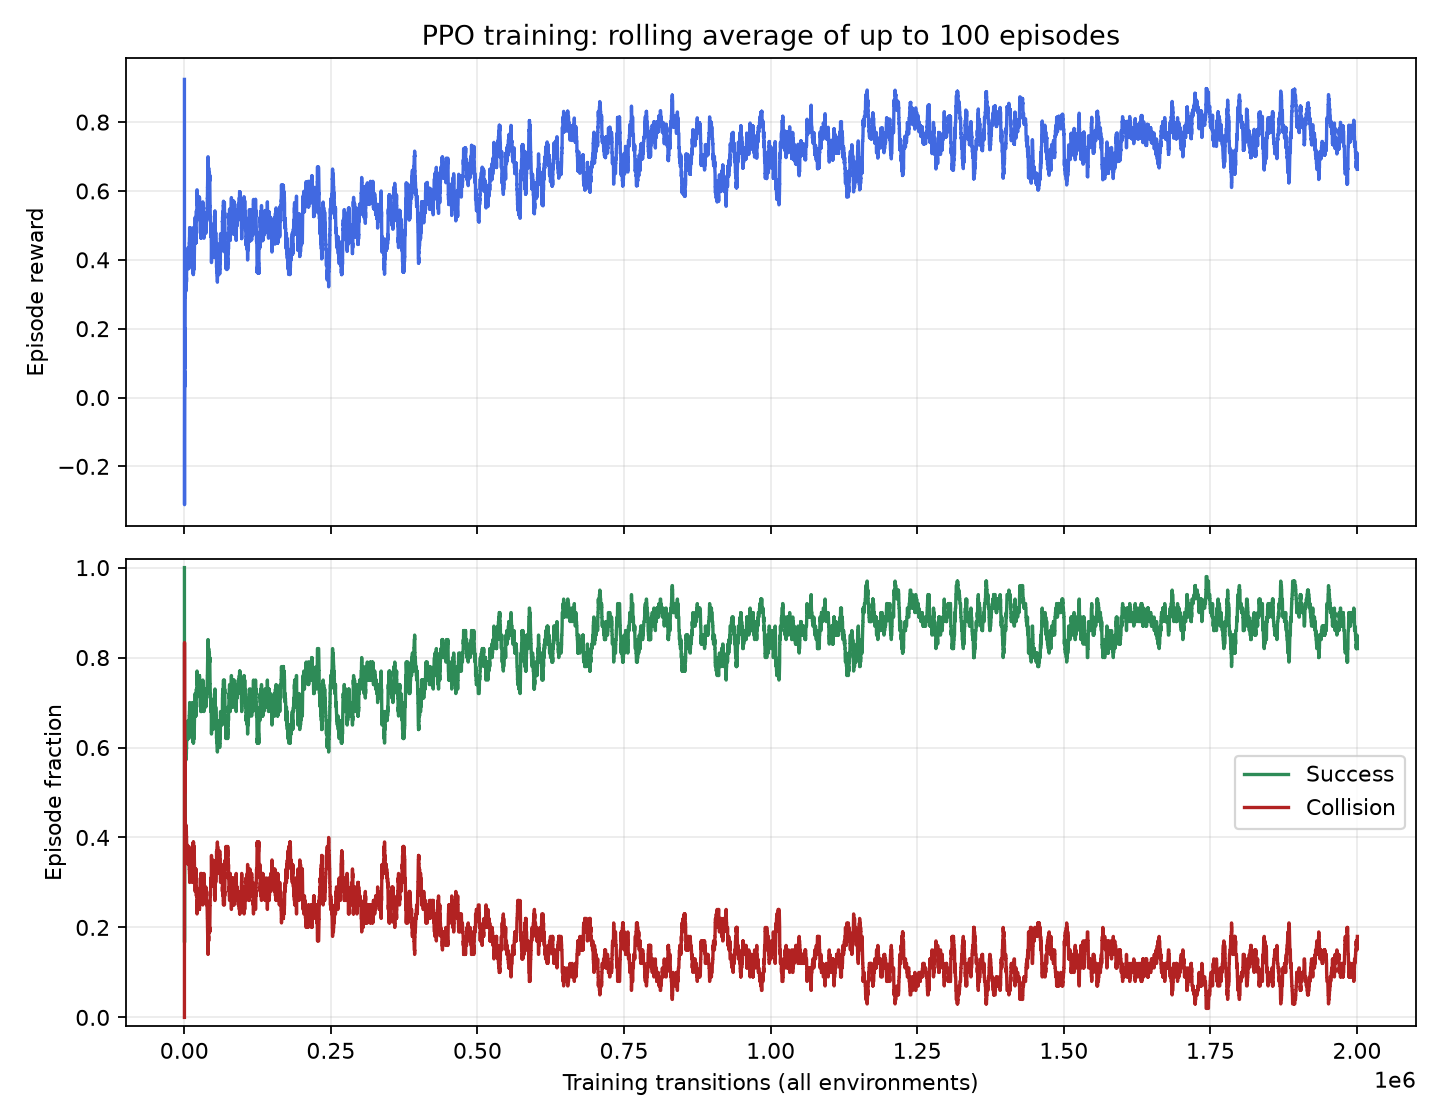 PPO training: rolling average of up to 100 episodes
Episode reward
0.8
0.6
0.4
0.2
0.0
−0.2
Episode fraction
1.0
0.8
0.6
0.4
0.2
0.0
Success
Collision
0.00 0.25 0.50 0.75 1.00 1.25 1.50 1.75 2.00
1e6
Training transitions (all environments)